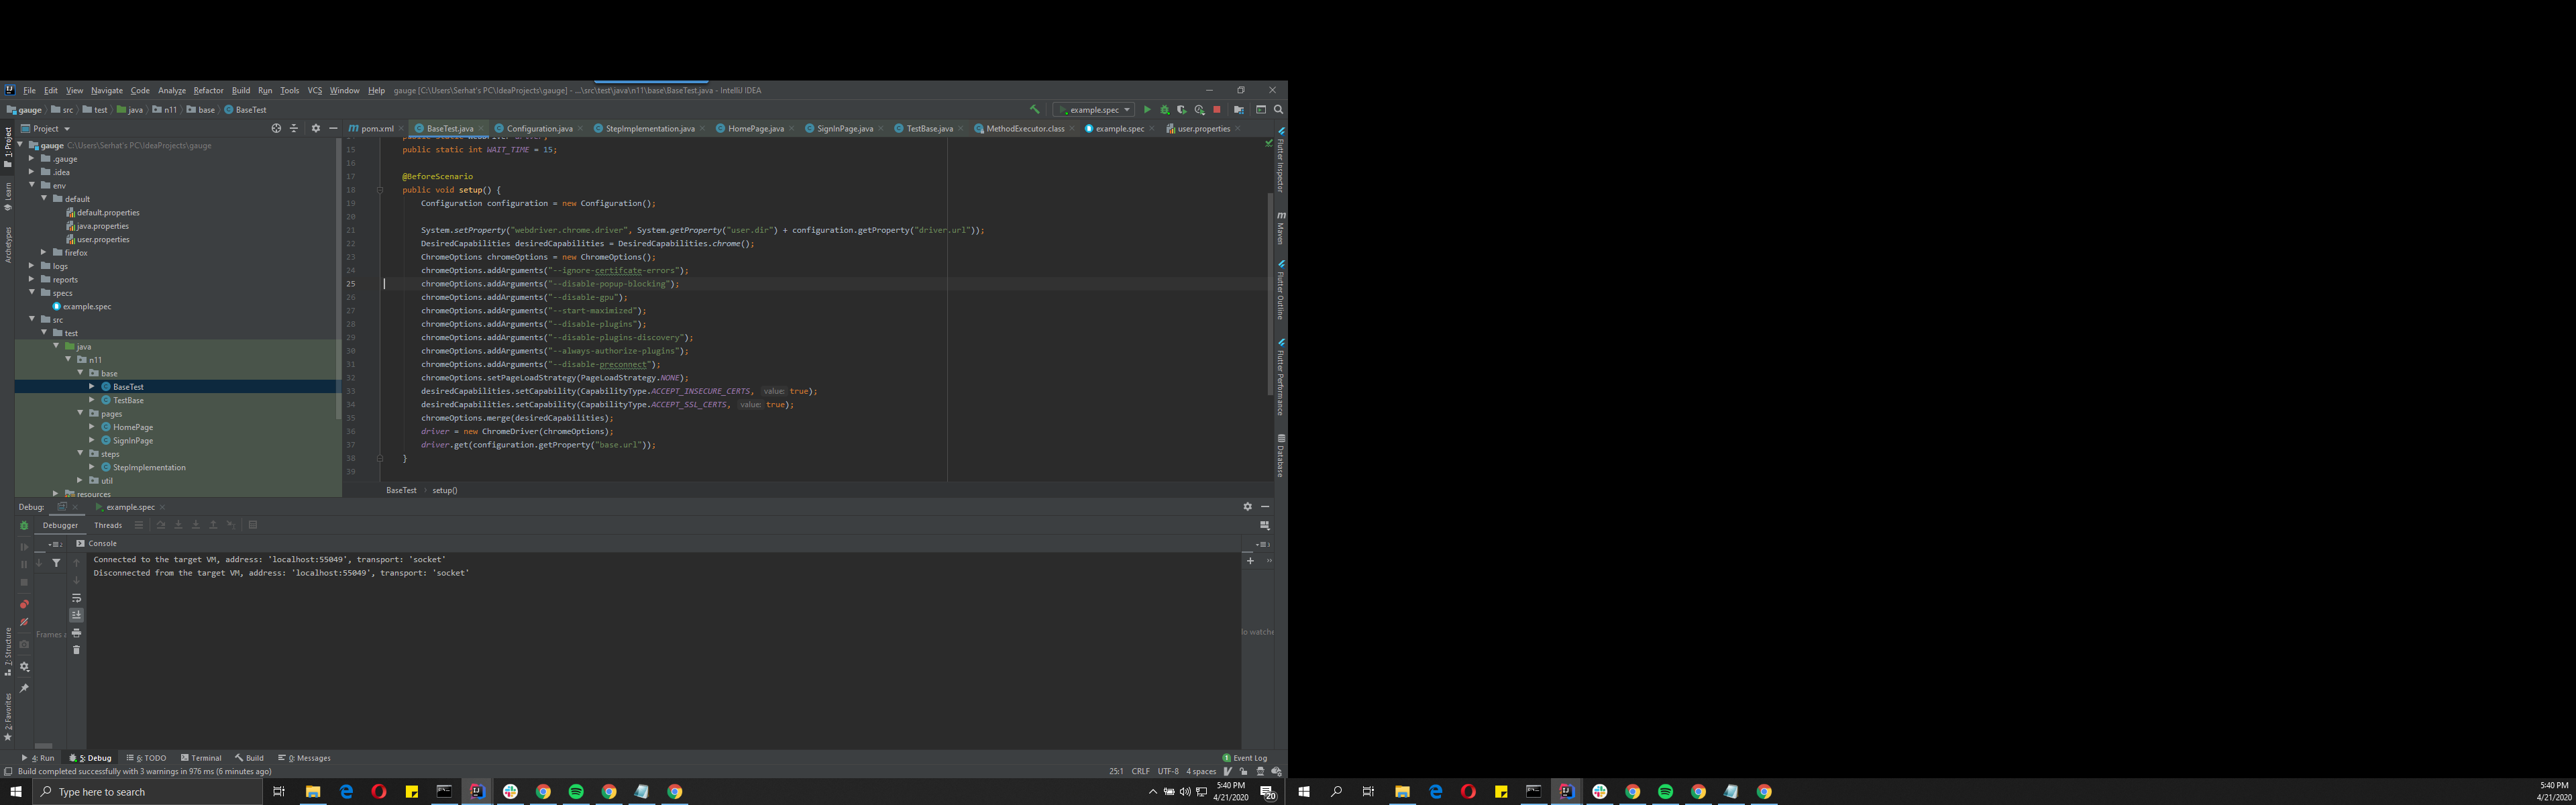 File Edit View Navigate Code Analyze Refactor Build Run Tools VCS Window Help gauge [C:\Users\Serhat's PC\IdeaProjects\gauge] - ...\src\test\java\n11\base\BaseTest.java - IntelliJ IDEA
gauge src test java n11 base BaseTest
example.spec
Project
pom.xml BaseTest.java Configuration.java StepImplementation.java HomePage.java SignInPage.java TestBase.java MethodExecutor.class example.spec user.properties
1: Project
Learn
Archetypes
7: Structure
2: Favorites
gauge C:\Users\Serhat's PC\IdeaProjects\gauge
.gauge
.idea
env
default
default.properties
java.properties
user.properties
firefox
logs
reports
specs
example.spec
src
test
java
n11
base
BaseTest
TestBase
pages
HomePage
SignInPage
steps
StepImplementation
util
resources
15 public static int WAIT_TIME = 15;
16
17 @BeforeScenario
18 public void setup() {
19 Configuration configuration = new Configuration();
20
21 System.setProperty("webdriver.chrome.driver", System.getProperty("user.dir") + configuration.getProperty("driver.url"));
22 DesiredCapabilities desiredCapabilities = DesiredCapabilities.chrome();
23 ChromeOptions chromeOptions = new ChromeOptions();
24 chromeOptions.addArguments("--ignore-certifcate-errors");
25 chromeOptions.addArguments("--disable-popup-blocking");
26 chromeOptions.addArguments("--disable-gpu");
27 chromeOptions.addArguments("--start-maximized");
28 chromeOptions.addArguments("--disable-plugins");
29 chromeOptions.addArguments("--disable-plugins-discovery");
30 chromeOptions.addArguments("--always-authorize-plugins");
31 chromeOptions.addArguments("--disable-preconnect");
32 chromeOptions.setPageLoadStrategy(PageLoadStrategy.NONE);
33 desiredCapabilities.setCapability(CapabilityType.ACCEPT_INSECURE_CERTS, value: true);
34 desiredCapabilities.setCapability(CapabilityType.ACCEPT_SSL_CERTS, value: true);
35 chromeOptions.merge(desiredCapabilities);
36 driver = new ChromeDriver(chromeOptions);
37 driver.get(configuration.getProperty("base.url"));
38 }
39
BaseTest setup()
Flutter Inspector
Maven
Flutter Outline
Flutter Performance
Database
Debug: example.spec
Debugger Threads
Console
Connected to the target VM, address: 'localhost:55049', transport: 'socket'
Disconnected from the target VM, address: 'localhost:55049', transport: 'socket'
Frames
4: Run 5: Debug 6: TODO Terminal Build 0: Messages
1 Event Log
Build completed successfully with 3 warnings in 976 ms (6 minutes ago)
25:1 CRLF UTF-8 4 spaces
Type here to search
5:40 PM
4/21/2020
20
5:40 PM
4/21/2020